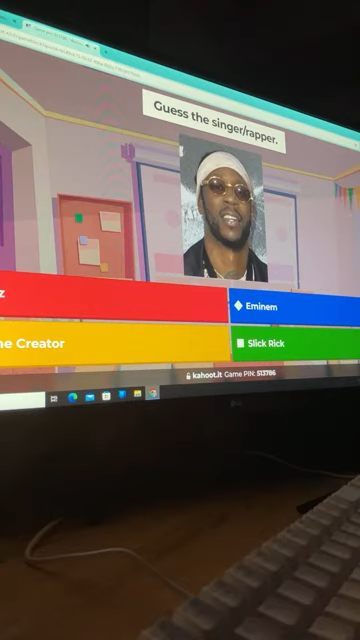 Guess the singer/rapper.
z
Eminem
he Creator
Slick Rick
kahoot.it Game PIN: 513786